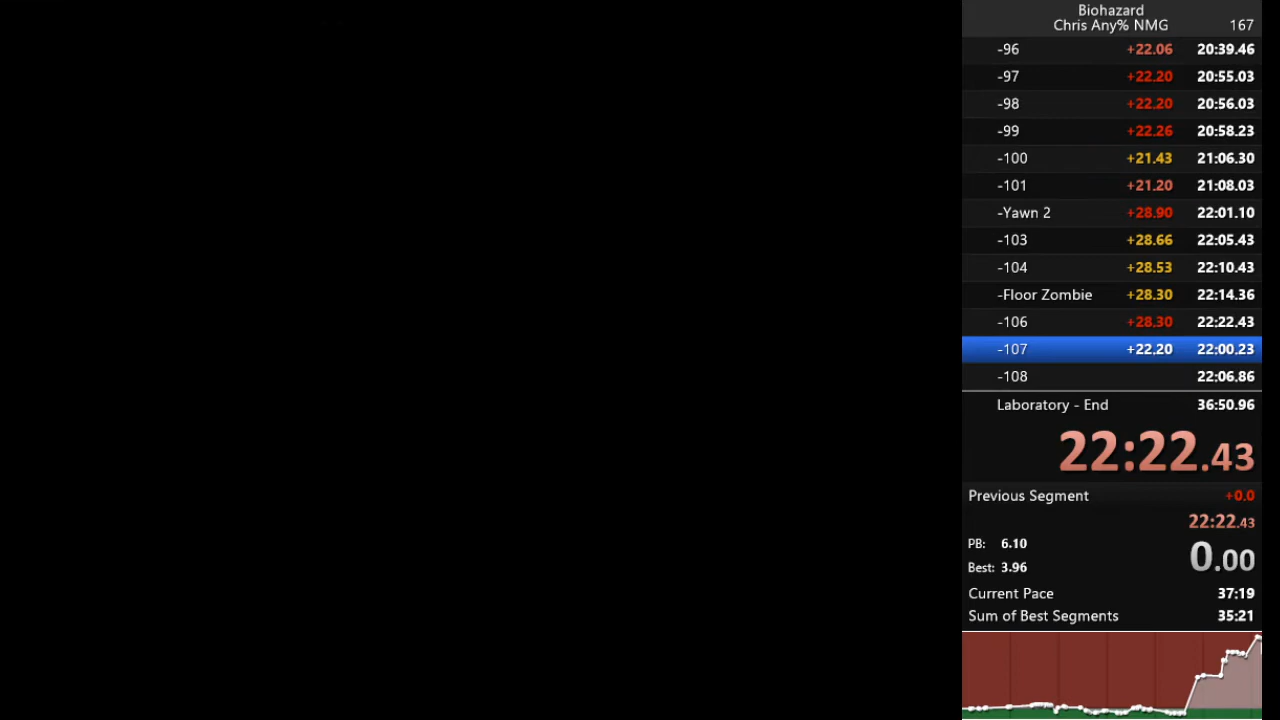 Biohazard
Chris Any% NMG 167
-96 +22.06 20:39.46
-97 +22.20 20:55.03
-98 +22.20 20:56.03
-99 +22.26 20:58.23
-100 +21.43 21:06.30
-101 +21.20 21:08.03
-Yawn 2 +28.90 22:01.10
-103 +28.66 22:05.43
-104 +28.53 22:10.43
-Floor Zombie +28.30 22:14.36
-106 +28.30 22:22.43
-107 +22.20 22:00.23
-108 22:06.86
Laboratory - End 36:50.96
22:22.43
Previous Segment +0.0
22:22.43
PB: 6.10
0.00
Best: 3.96
Current Pace 37:19
Sum of Best Segments 35:21